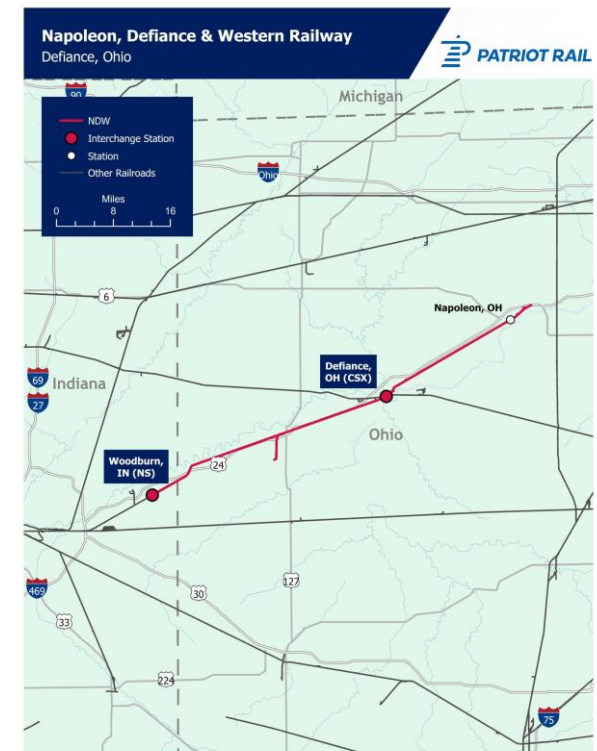 Napoleon, Defiance & Western Railway
Defiance, Ohio
PATRIOT RAIL
90
NDW
Interchange Station
Station
Other Railroads
Miles
0 8 16
Michigan
Ohio
6
Napoleon, OH
Defiance,
OH (CSX)
69
Indiana
27
Ohio
Woodburn,
IN (NS)
24
127
469
30
33
224
75